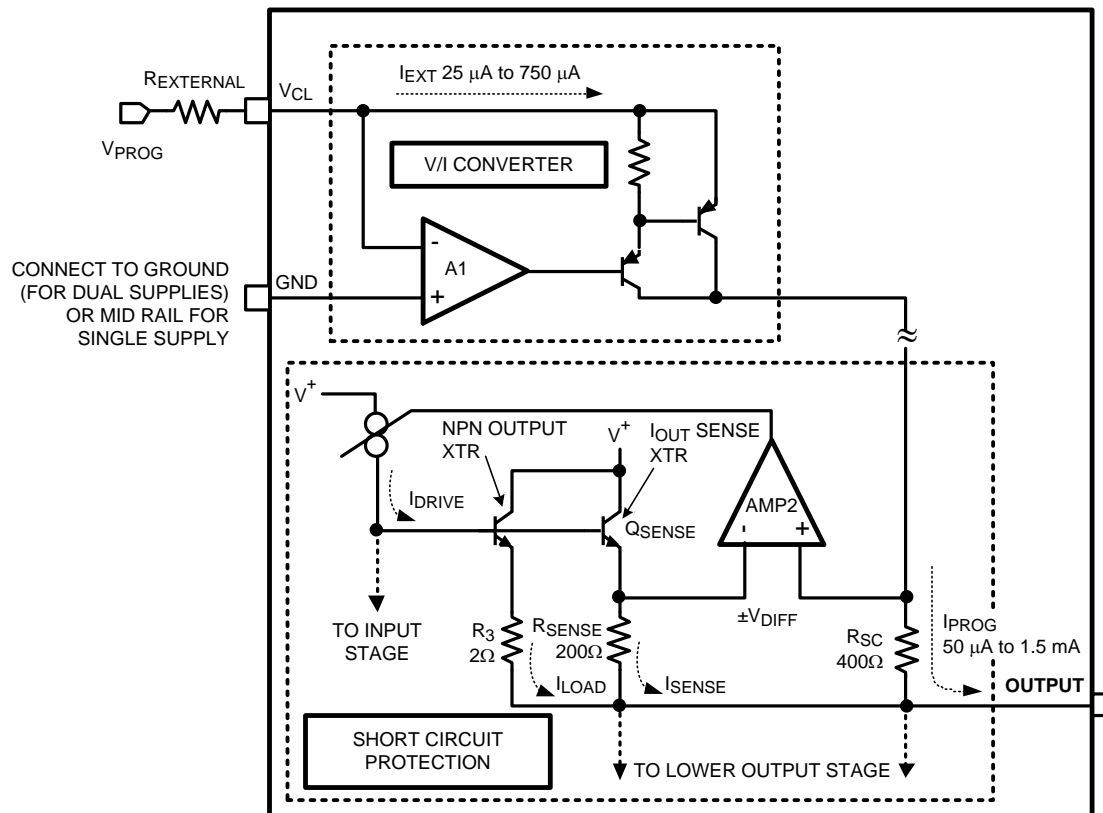 IEXT 25 μA to 750 μA
REXTERNAL
VCL
VPROG
V/I CONVERTER
-
A1
+
CONNECT TO GROUND
(FOR DUAL SUPPLIES)
OR MID RAIL FOR
SINGLE SUPPLY
GND
≈
V+
NPN OUTPUT
XTR
V+
IOUT SENSE
XTR
IDRIVE
QSENSE
AMP2
-
+
±VDIFF
TO INPUT
STAGE
R3
2Ω
RSENSE
200Ω
ILOAD
ISENSE
RSC
400Ω
IPROG
50 μA to 1.5 mA
OUTPUT
SHORT CIRCUIT
PROTECTION
TO LOWER OUTPUT STAGE